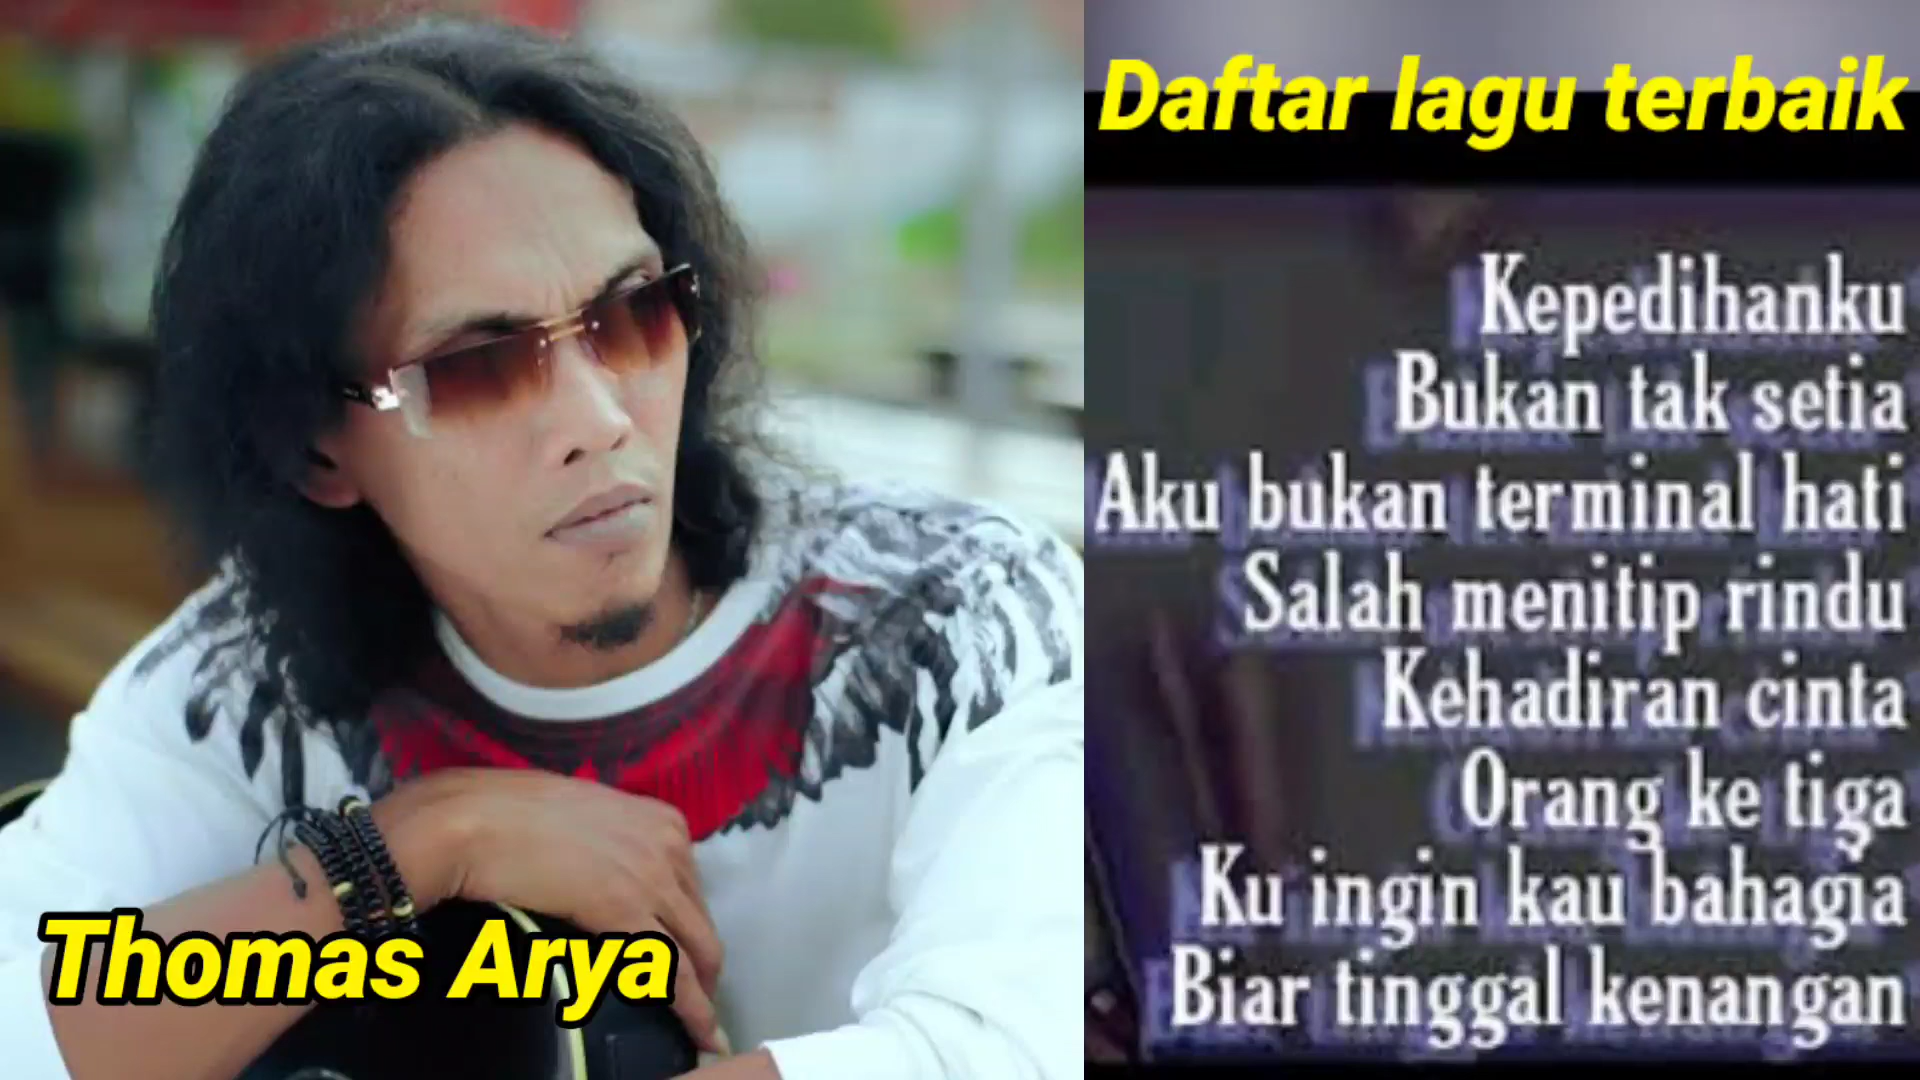 Daftar lagu terbaik
Kepedihanku
Bukan tak setia
Aku bukan terminal hati
Salah menitip rindu
Kehadiran cinta
Orang ke tiga
Ku ingin kau bahagia
Biar tinggal kenangan
Thomas Arya